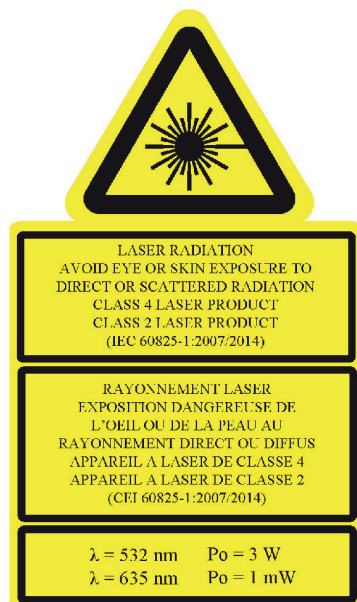 LASER RADIATION
AVOID EYE OR SKIN EXPOSURE TO
DIRECT OR SCATTERED RADIATION
CLASS 4 LASER PRODUCT
CLASS 2 LASER PRODUCT
(IEC 60825-1:2007/2014)
RAYONNEMENT LASER
EXPOSITION DANGEREUSE DE
L'OEIL OU DE LA PEAU AU
RAYONNEMENT DIRECT OU DIFFUS
APPAREIL A LASER DE CLASSE 4
APPAREIL A LASER DE CLASSE 2
(CEI 60825-1:2007/2014)
λ = 532 nm Po = 3 W
λ = 635 nm Po = 1 mW